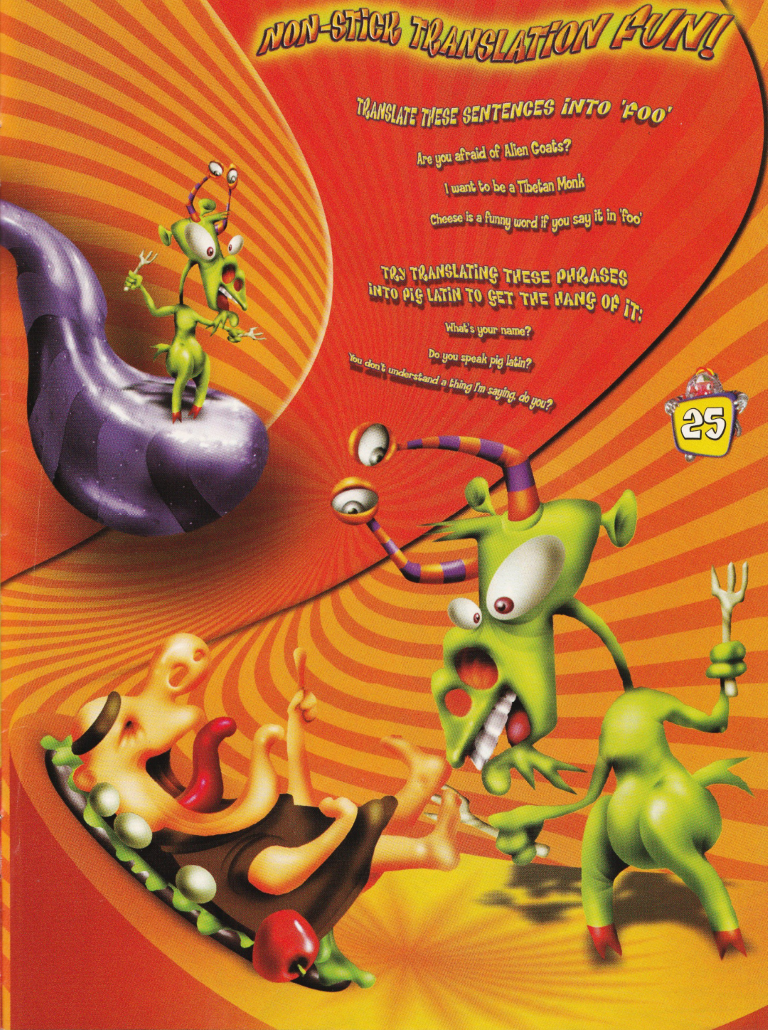 NON-STICK TRANSLATION FUN!
TRANSLATE THESE SENTENCES INTO 'FOO'
Are you afraid of Alien Goats?
I want to be a Tibetan Monk
Cheese is a funny word if you say it in 'foo'
TRY TRANSLATING THESE PHRASES
INTO PIG LATIN TO GET THE HANG OF IT:
What's your name?
Do you speak pig latin?
You don't understand a thing I'm saying, do you?
25